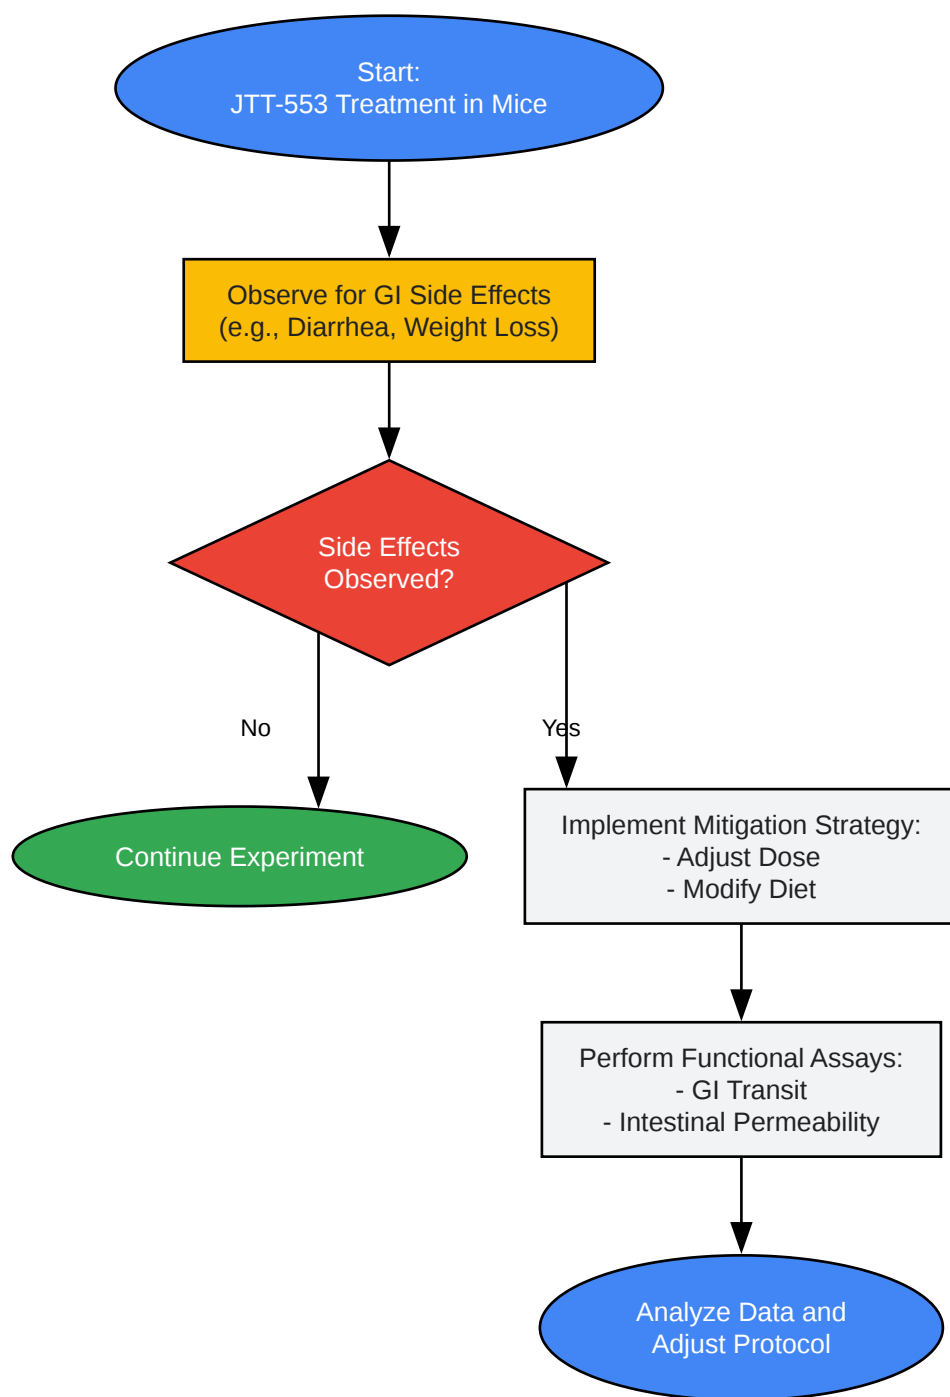 Start:
JTT-553 Treatment in Mice
Observe for GI Side Effects
(e.g., Diarrhea, Weight Loss)
Side Effects
Observed?
No
Yes
Continue Experiment
Implement Mitigation Strategy:
- Adjust Dose
- Modify Diet
Perform Functional Assays:
- GI Transit
- Intestinal Permeability
Analyze Data and
Adjust Protocol